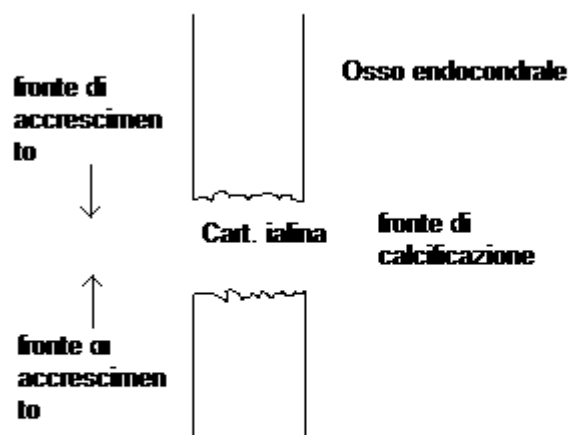 fronte di
accrescimen
to
Osso endocondrale
Cart. ialina
fronte di
calcificazione
fronte di
accrescimen
to